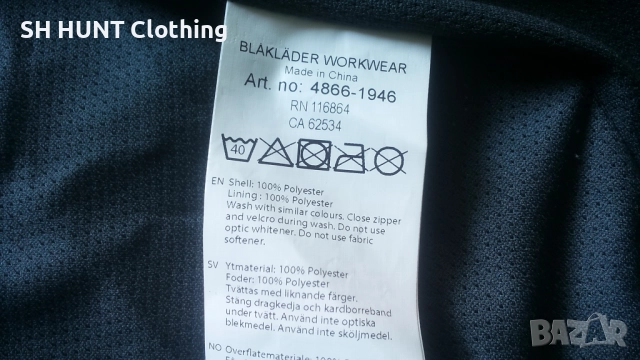 SH HUNT Clothing
BLÅKLÄDER WORKWEAR
Made in China
Art. no: 4866-1946
RN 116864
CA 62534
40
EN Shell: 100% Polyester
Lining : 100% Polyester
Wash with similar colours. Close zipper
and velcro during wash. Do not use
optic whitener. Do not use fabric
softener.
SV Ytmaterial: 100% Polyester
Foder: 100% Polyester
Tvättas med liknande färger.
Stäng dragkedja och kardborreband
under tvätt. Använd inte optiska
blekmedel. Använd inte sköljmedel.
NO Overflatemateriale: 100%
BAZAR